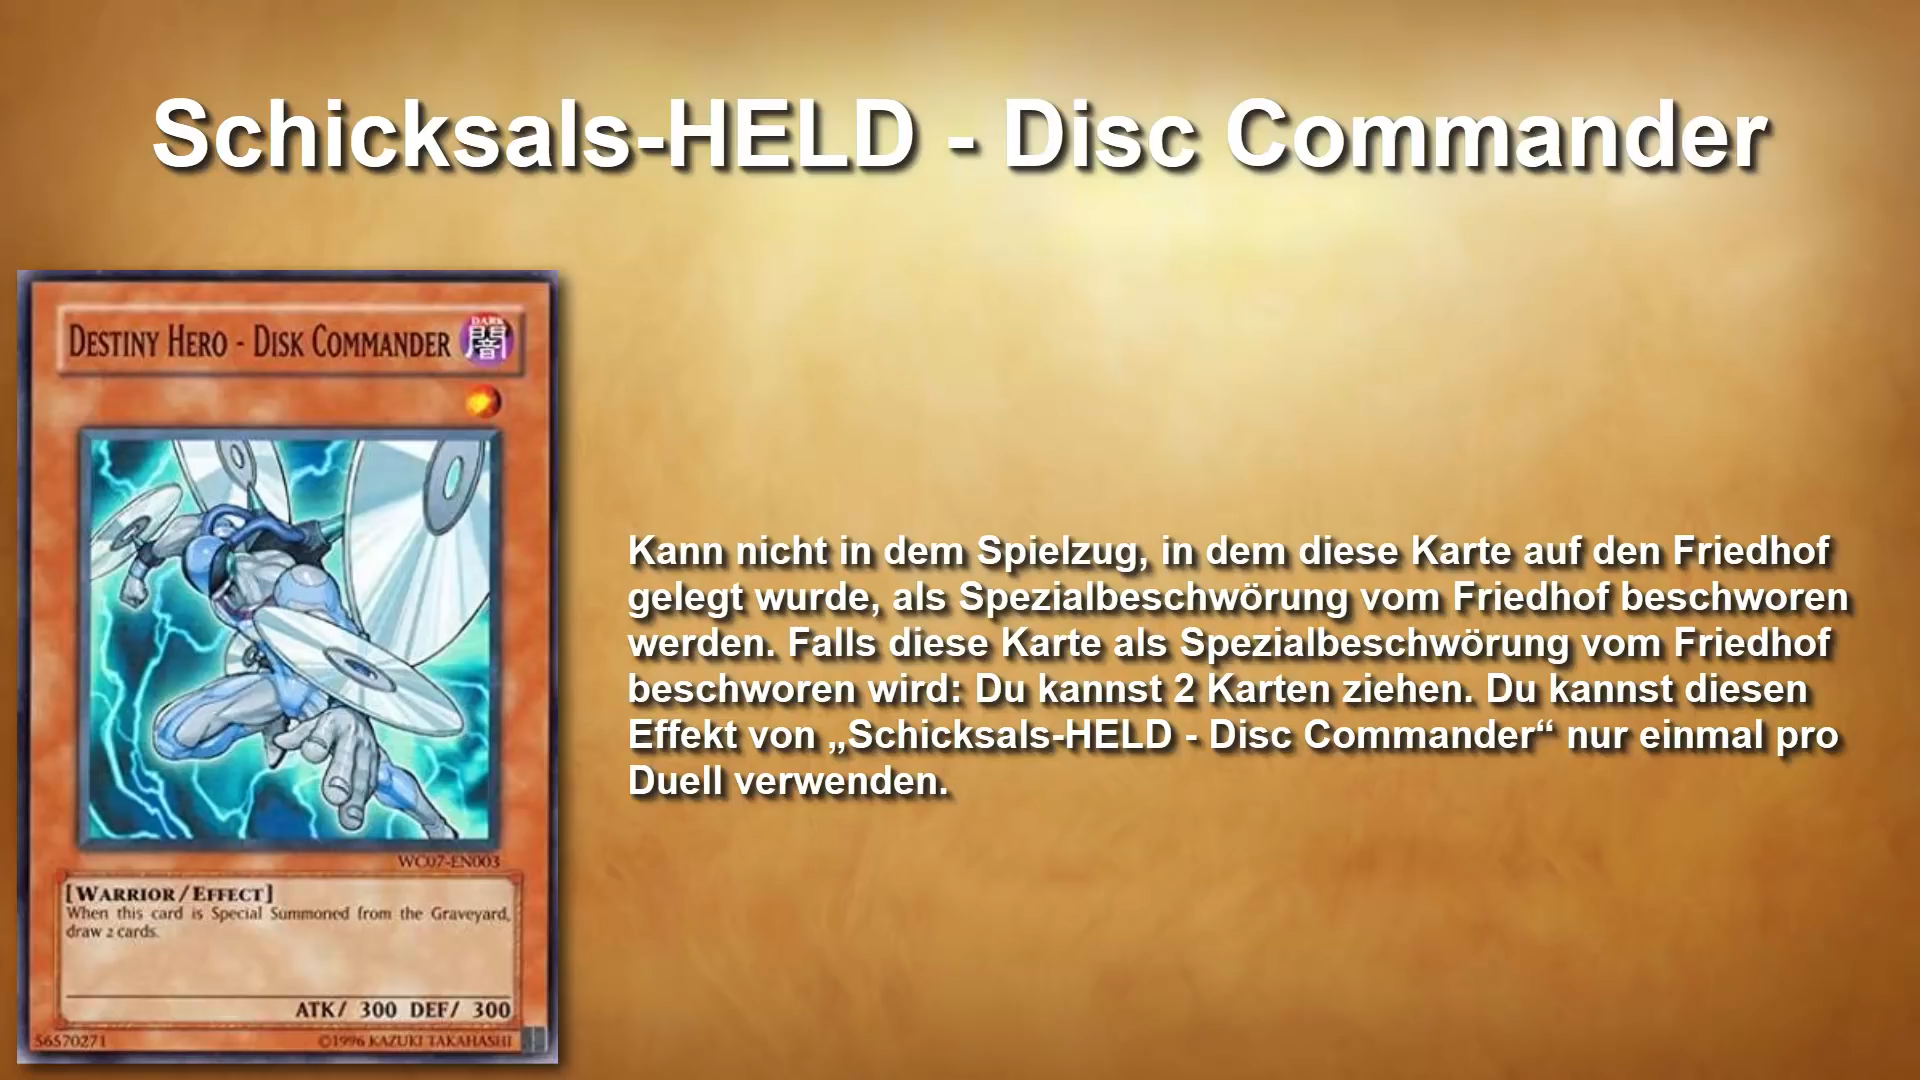 Schicksals-HELD - Disc Commander
DESTINY HERO - DISK COMMANDER
DARK
闇
Kann nicht in dem Spielzug, in dem diese Karte auf den Friedhof
gelegt wurde, als Spezialbeschwörung vom Friedhof beschworen
werden. Falls diese Karte als Spezialbeschwörung vom Friedhof
beschworen wird: Du kannst 2 Karten ziehen. Du kannst diesen
Effekt von „Schicksals-HELD - Disc Commander“ nur einmal pro
Duell verwenden.
WC07-EN003
[WARRIOR/EFFECT]
When this card is Special Summoned from the Graveyard,
draw 2 cards.
ATK/ 300 DEF/ 300
56570271
©1996 KAZUKI TAKAHASHI